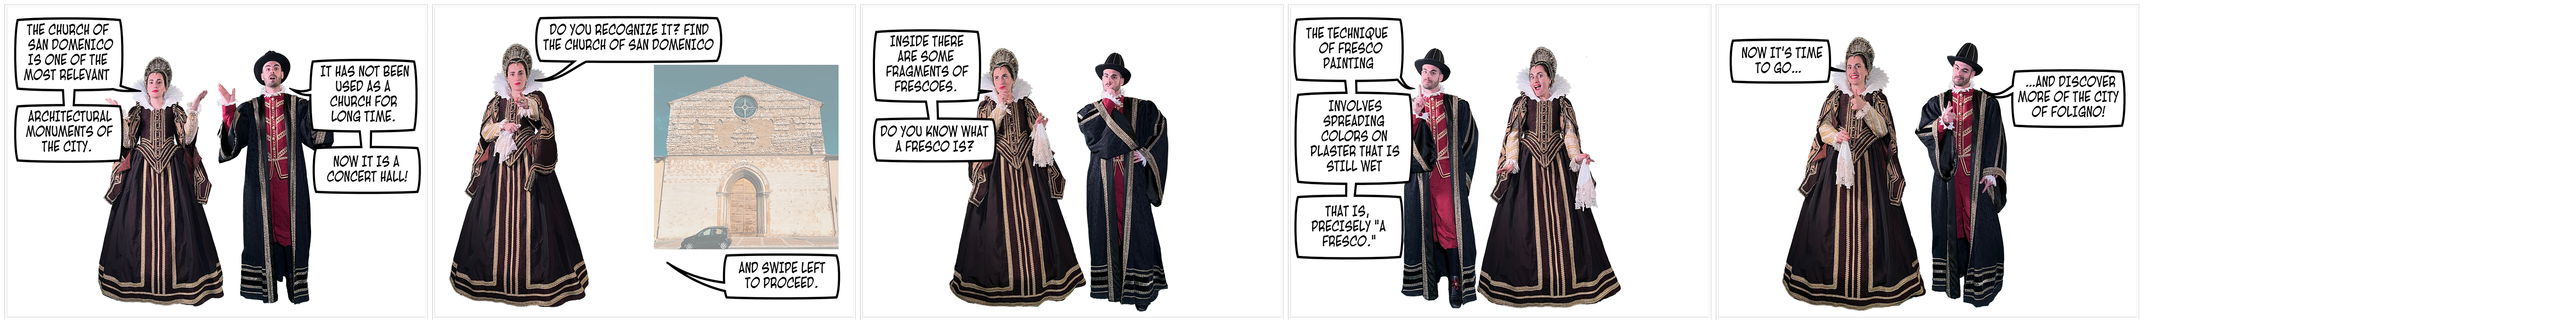 THE CHURCH OF
SAN DOMENICO
IS ONE OF THE
MOST RELEVANT
ARCHITECTURAL
MONUMENTS OF
THE CITY.
IT HAS NOT BEEN
USED AS A
CHURCH FOR
LONG TIME.
NOW IT IS A
CONCERT HALL!
DO YOU RECOGNIZE IT? FIND
THE CHURCH OF SAN DOMENICO
AND SWIPE LEFT
TO PROCEED.
INSIDE THERE
ARE SOME
FRAGMENTS OF
FRESCOES.
DO YOU KNOW WHAT
A FRESCO IS?
THE TECHNIQUE
OF FRESCO
PAINTING
INVOLVES
SPREADING
COLORS ON
PLASTER THAT IS
STILL WET
THAT IS,
PRECISELY "A
FRESCO."
NOW IT'S TIME
TO GO...
...AND DISCOVER
MORE OF THE CITY
OF FOLIGNO!